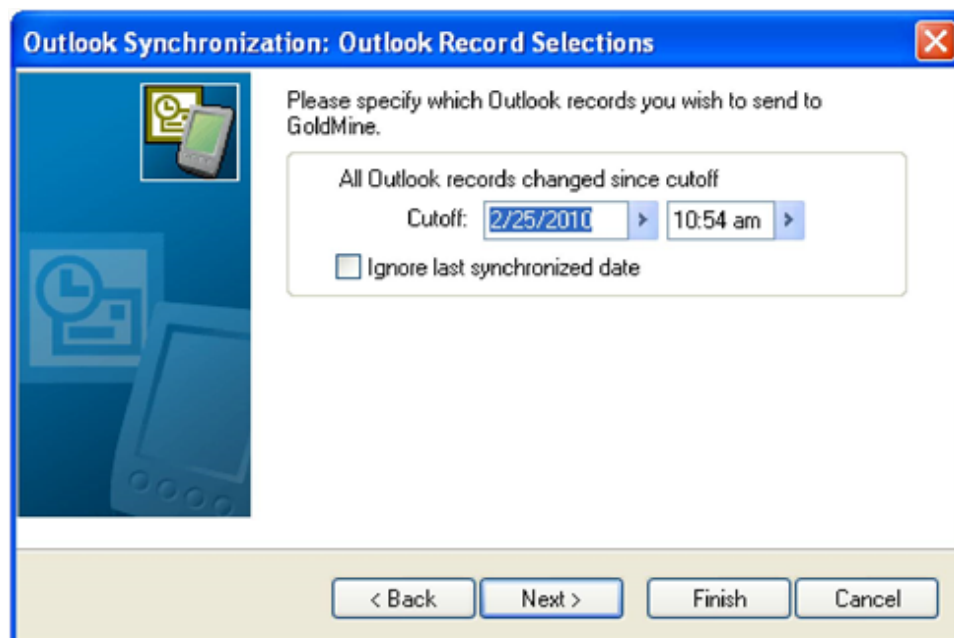 Outlook Synchronization: Outlook Record Selections
Please specify which Outlook records you wish to send to
GoldMine.
All Outlook records changed since cutoff
Cutoff: 2/25/2010 10:54 am
Ignore last synchronized date
< Back Next > Finish Cancel